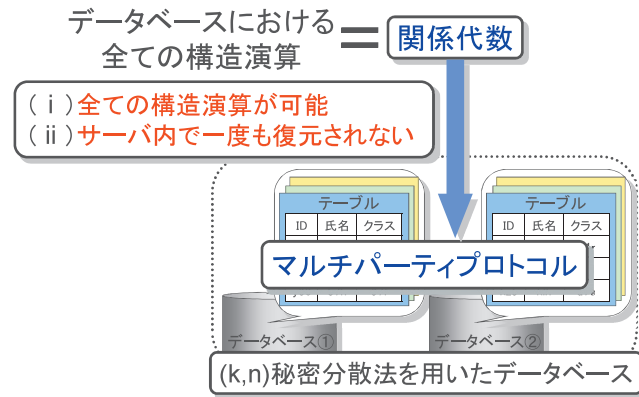 データベースにおける
全ての構造演算
=
関係代数
(ⅰ)全ての構造演算が可能
(ⅱ)サーバ内で一度も復元されない
テーブル
ID 氏名 クラス
テーブル
ID 氏名 クラス
マルチパーティプロトコル
データベース①
データベース②
(k,n)秘密分散法を用いたデータベース